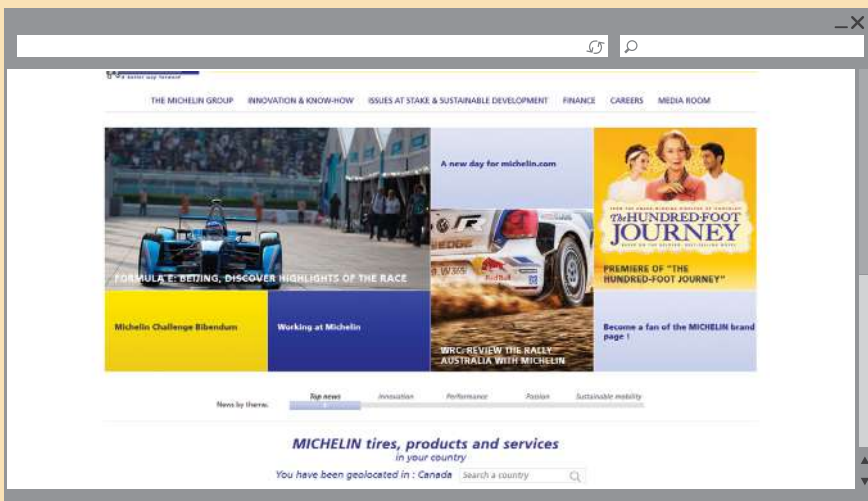 a better way forward
THE MICHELIN GROUP INNOVATION & KNOW-HOW ISSUES AT STAKE & SUSTAINABLE DEVELOPMENT FINANCE CAREERS MEDIA ROOM
FORMULA E: BEIJING, DISCOVER HIGHLIGHTS OF THE RACE
A new day for michelin.com
Red Bull
WRC: REVIEW THE RALLY
AUSTRALIA WITH MICHELIN
The HUNDRED-FOOT
JOURNEY
PREMIERE OF "THE
HUNDRED-FOOT JOURNEY"
Michelin Challenge Bibendum
Working at Michelin
Become a fan of the MICHELIN brand
page !
News by theme: Top news Innovation Performance Passion Sustainable mobility
MICHELIN tires, products and services
in your country
You have been geolocated in : Canada Search a country